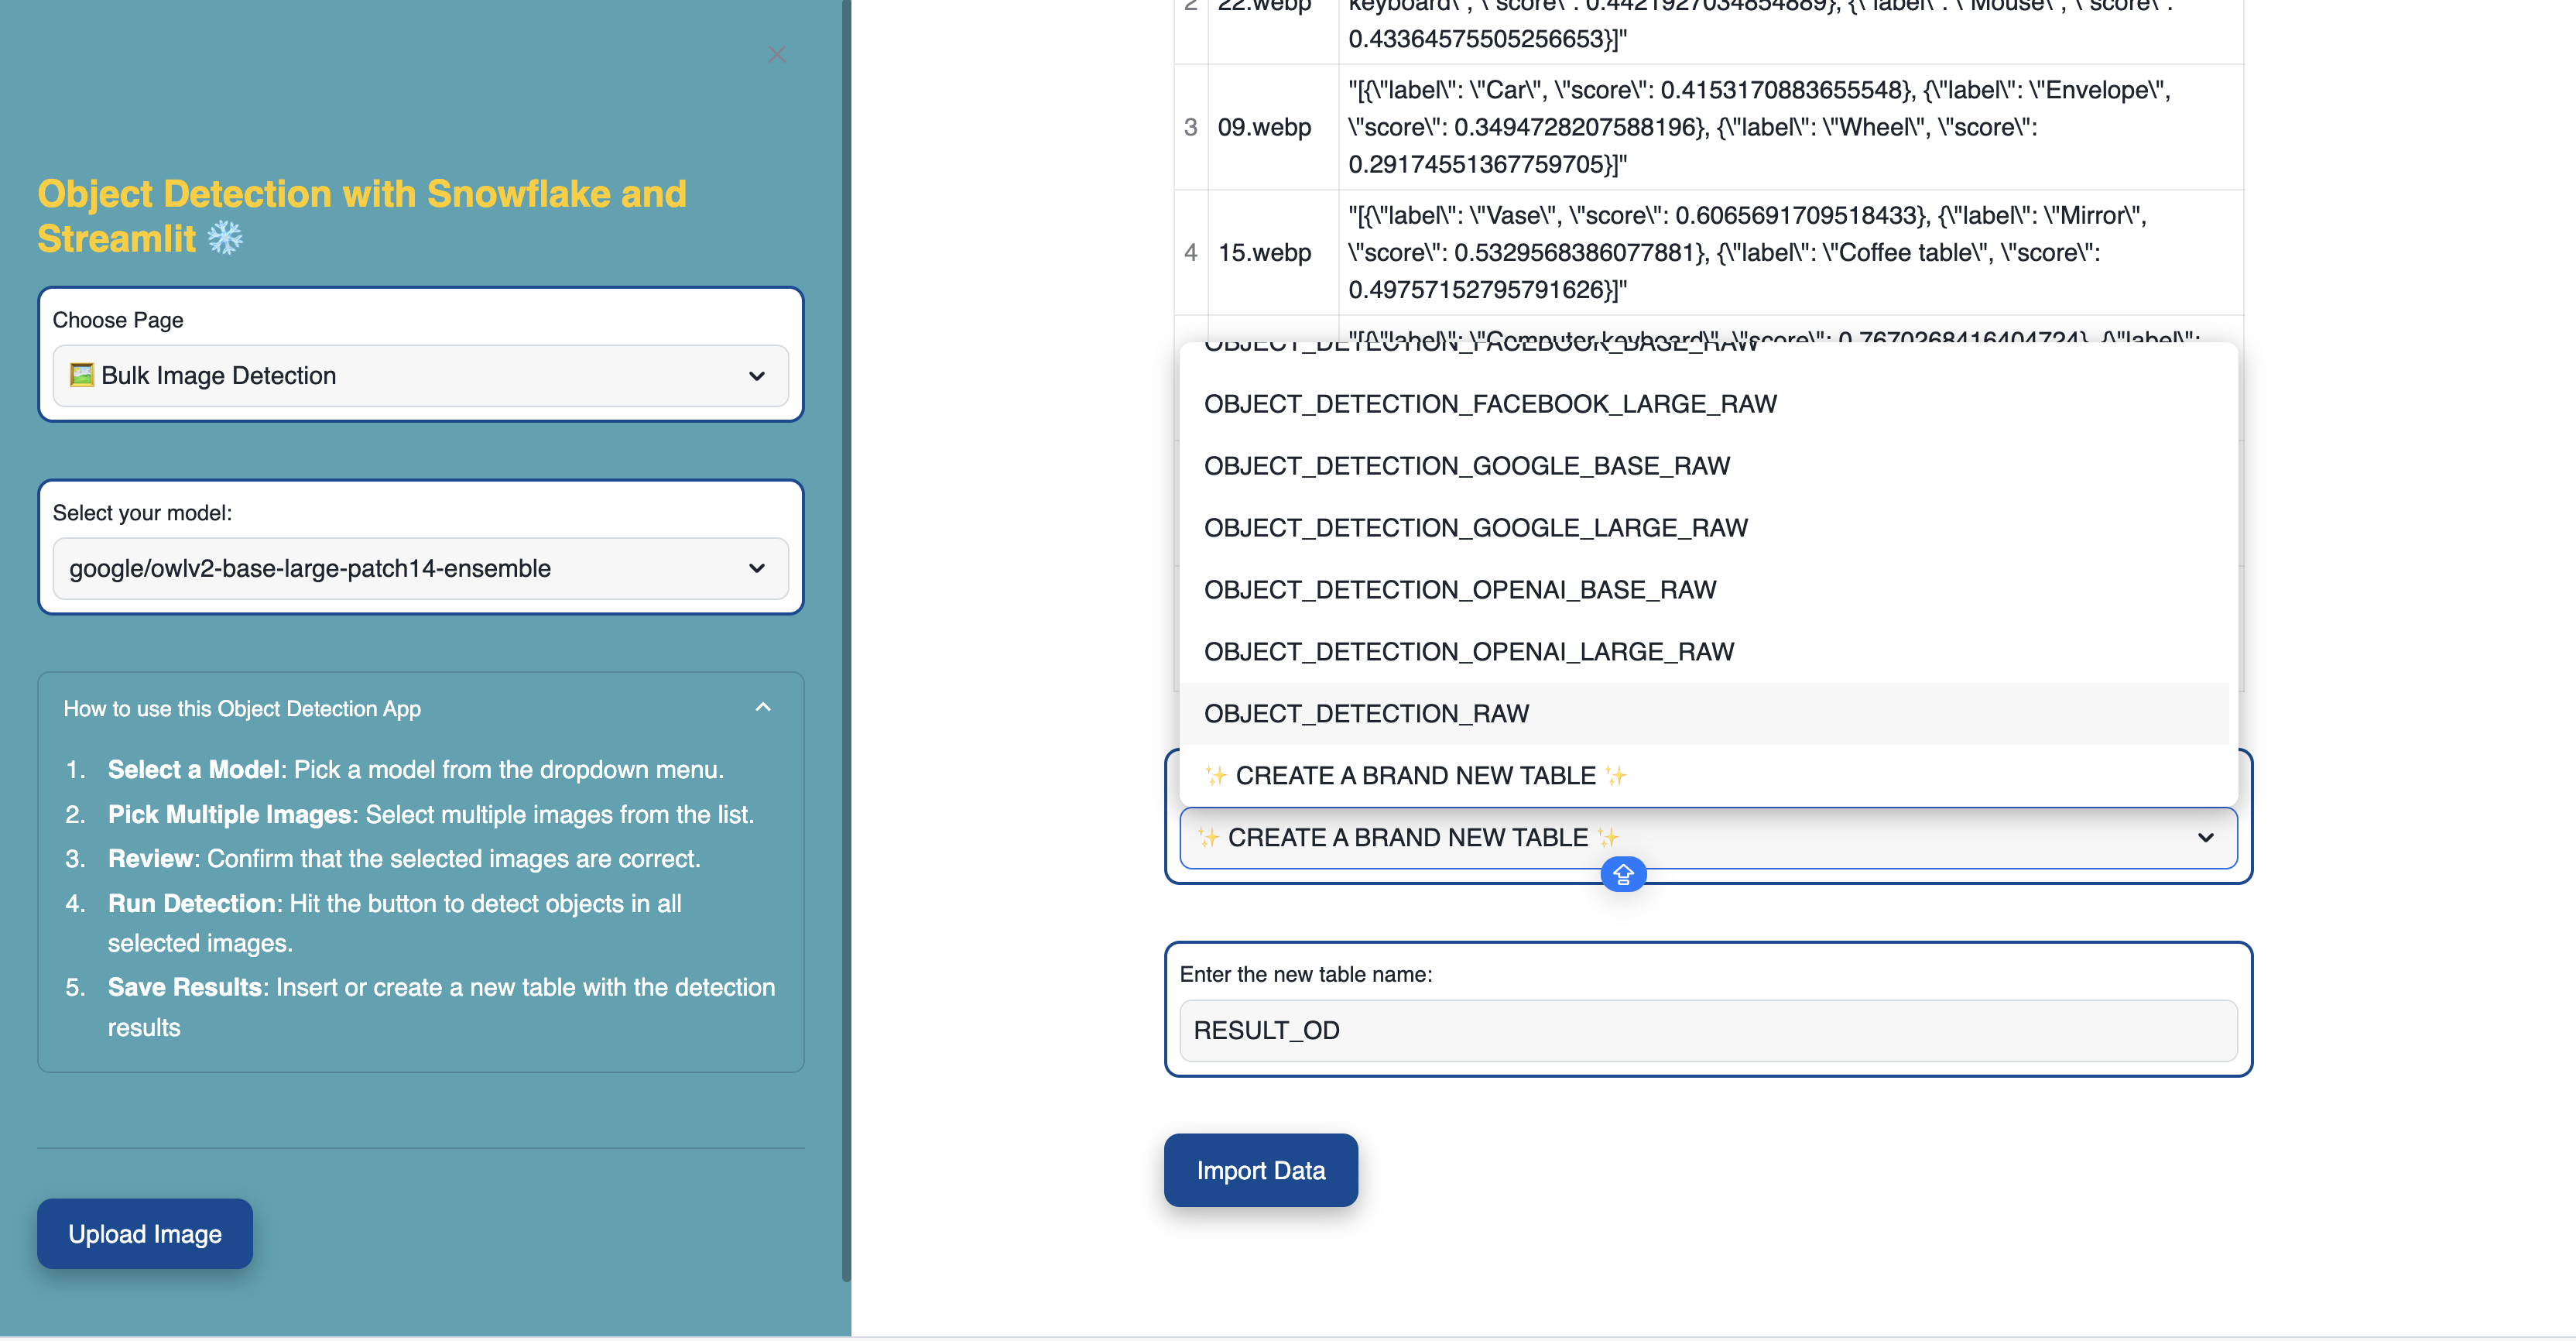 Object Detection with Snowflake and
Streamlit ❄️
Choose Page
🖼️ Bulk Image Detection
Select your model:
google/owlv2-base-large-patch14-ensemble
How to use this Object Detection App
1. Select a Model: Pick a model from the dropdown menu.
2. Pick Multiple Images: Select multiple images from the list.
3. Review: Confirm that the selected images are correct.
4. Run Detection: Hit the button to detect objects in all
selected images.
5. Save Results: Insert or create a new table with the detection
results
Upload Image
2 22.webp keyboard\", \"score\": 0.4421927034854889}, {\"label\": \"Mouse\", \"score\":
0.43364575505256653}]"
"[{\"label\": \"Car\", \"score\": 0.4153170883655548}, {\"label\": \"Envelope\",
3 09.webp \"score\": 0.3494728207588196}, {\"label\": \"Wheel\", \"score\":
0.29174551367759705}]"
"[{\"label\": \"Vase\", \"score\": 0.6065691709518433}, {\"label\": \"Mirror\",
4 15.webp \"score\": 0.5329568386077881}, {\"label\": \"Coffee table\", \"score\":
0.49757152795791626}]"
"[{\"label\": \"Computer keyboard\", \"score\": 0.7670268416404724}, {\"label\":
OBJECT_DETECTION_FACEBOOK_BASE_RAW
OBJECT_DETECTION_FACEBOOK_LARGE_RAW
OBJECT_DETECTION_GOOGLE_BASE_RAW
OBJECT_DETECTION_GOOGLE_LARGE_RAW
OBJECT_DETECTION_OPENAI_BASE_RAW
OBJECT_DETECTION_OPENAI_LARGE_RAW
OBJECT_DETECTION_RAW
✨ CREATE A BRAND NEW TABLE ✨
✨ CREATE A BRAND NEW TABLE ✨
Enter the new table name:
RESULT_OD
Import Data